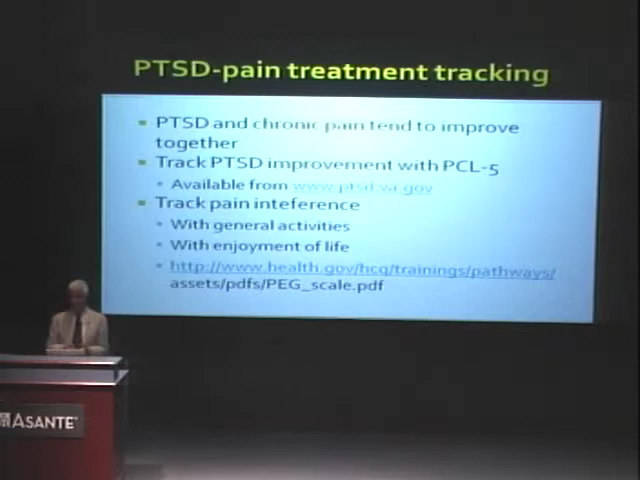 PTSD-pain treatment tracking
PTSD and chronic pain tend to improve
together
Track PTSD improvement with PCL-5
Available from www.ptsd.va.gov
Track pain inteference
With general activities
With enjoyment of life
http://www.health.gov/hcq/trainings/pathways/
assets/pdfs/PEG_scale.pdf
ASANTE